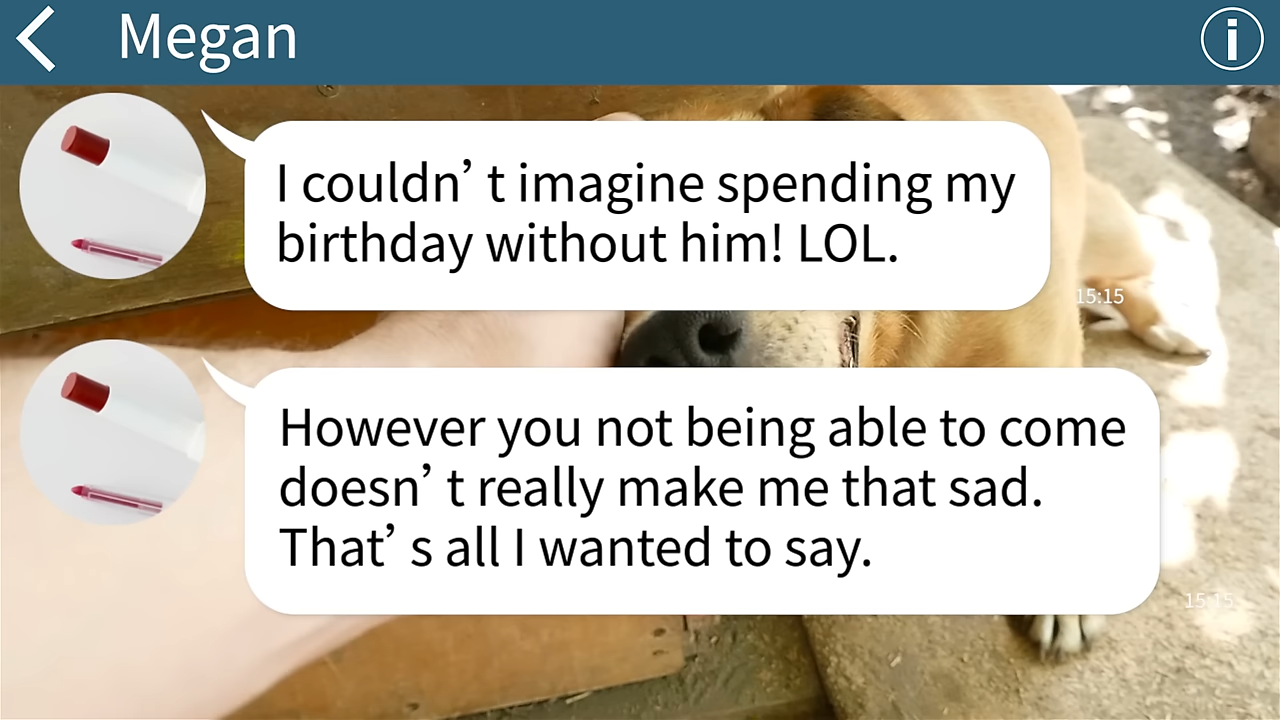 Megan
I couldn’t imagine spending my
birthday without him! LOL.
15:15
However you not being able to come
doesn’t really make me that sad.
That’s all I wanted to say.
15:15